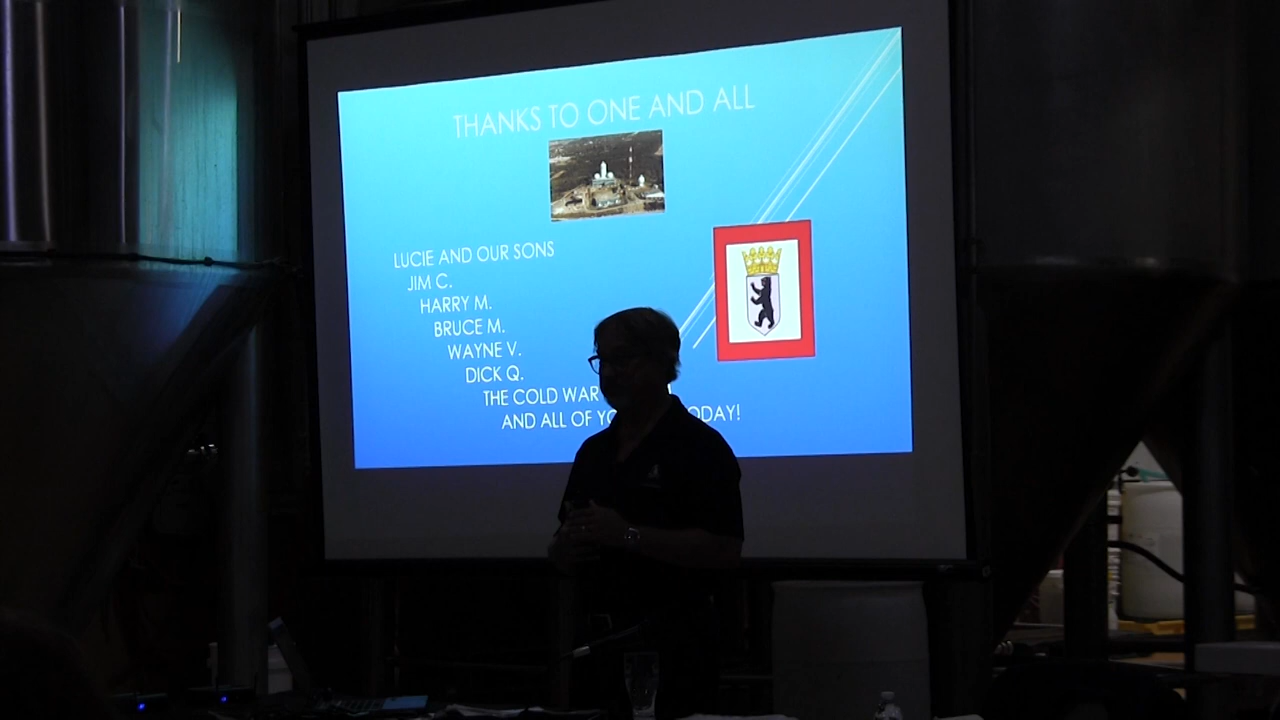 THANKS TO ONE AND ALL
LUCIE AND OUR SONS
JIM C.
HARRY M.
BRUCE M.
WAYNE V.
DICK Q.
THE COLD WAR
AND ALL OF